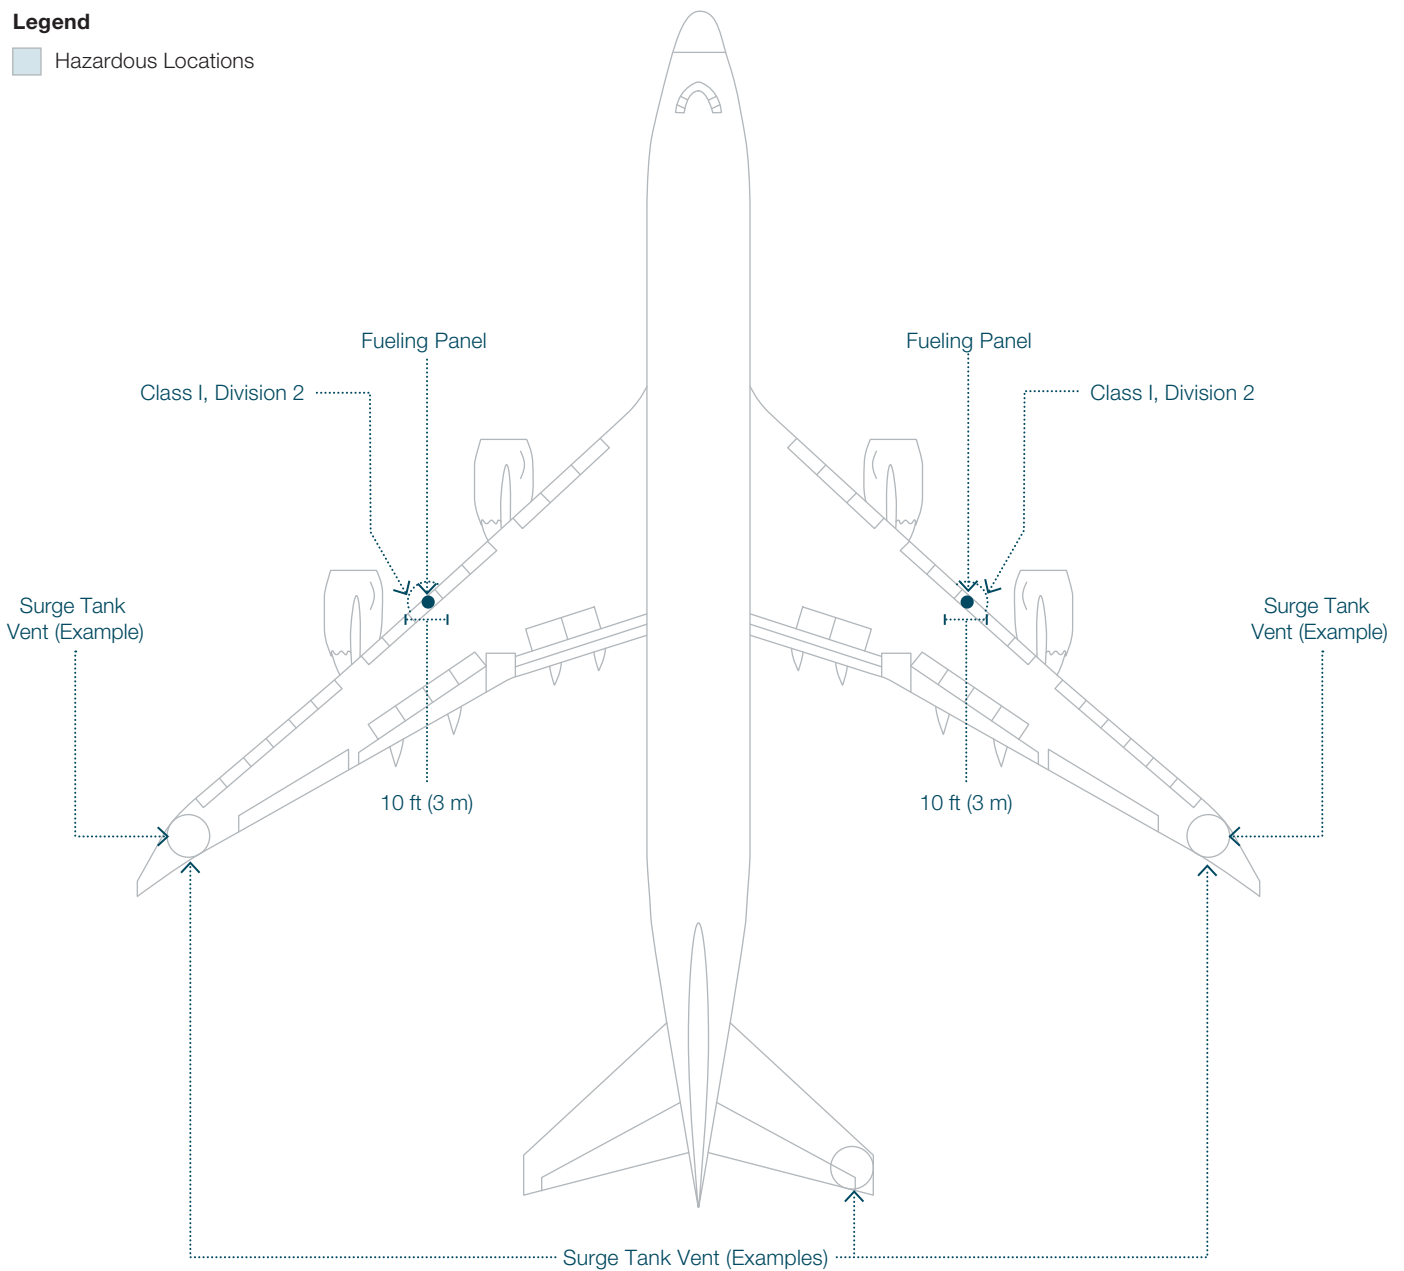 Legend
Hazardous Locations
Fueling Panel
Fueling Panel
Class I, Division 2
Class I, Division 2
Surge Tank
Vent (Example)
Surge Tank
Vent (Example)
10 ft (3 m)
10 ft (3 m)
Surge Tank Vent (Examples)